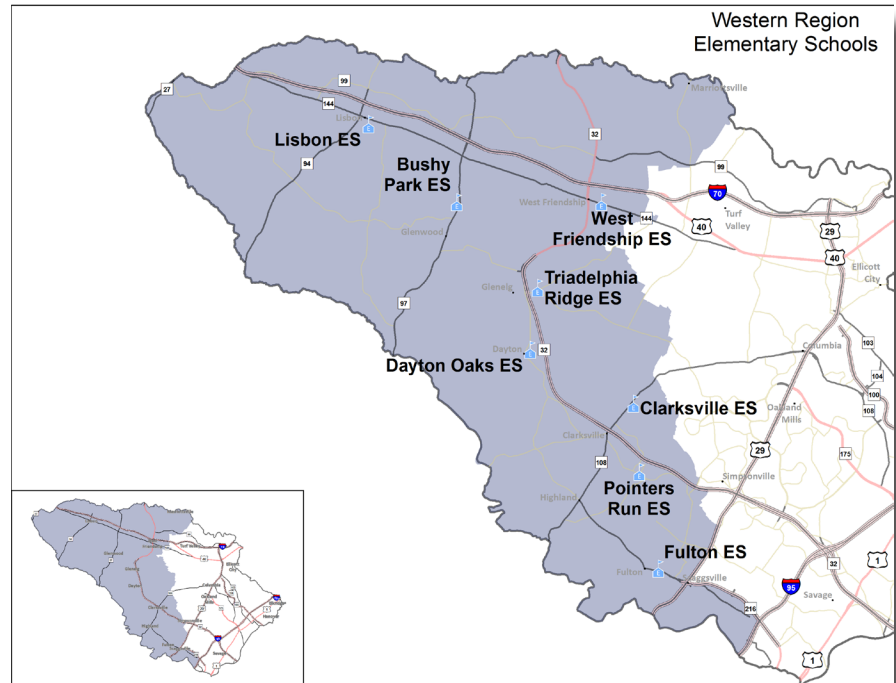 Western Region
Elementary Schools
Marriottsville
27
99
144
Lisbon
Lisbon ES
32
94
Bushy
Park ES
99
70
West Friendship
West
Friendship ES
144
40
Turf
Valley
29
40
Glenwood
Ellicott
City
Triadelphia
Ridge ES
Glenelg
97
Dayton
32
Dayton Oaks ES
Columbia
103
104
100
108
Clarksville ES
Oakland
Mills
Clarksville
29
175
108
Simpsonville
Pointers
Run ES
Highland
Fulton ES
Fulton
Scaggsville
32
1
95
Savage
216
1